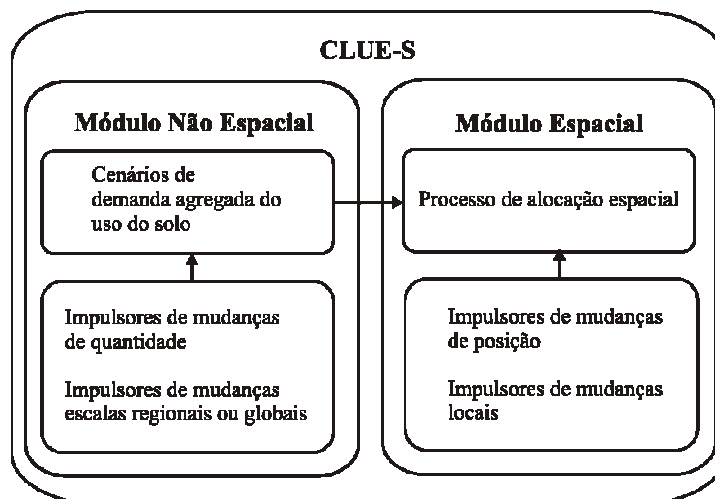 CLUE-S
Módulo Não Espacial
Cenários de
demanda agregada do
uso do solo
Impulsores de mudanças
de quantidade
Impulsores de mudanças
escalas regionais ou globais
Módulo Espacial
Processo de alocação espacial
Impulsores de mudanças
de posição
Impulsores de mudanças
locais